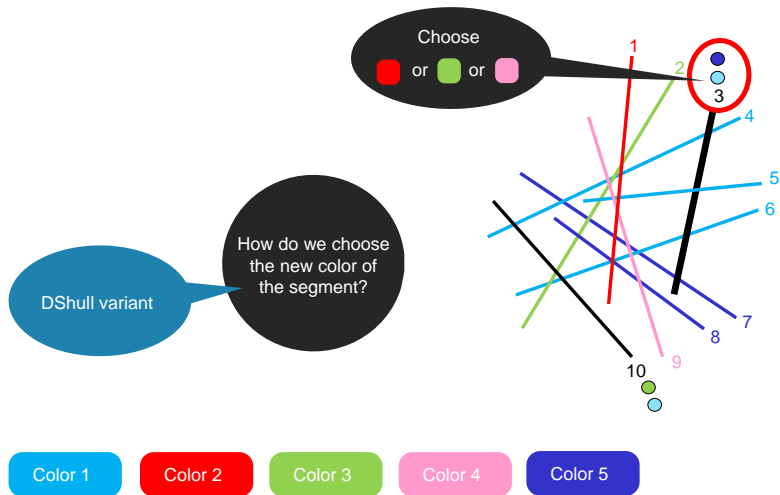 Choose
or or
1
2
3
4
5
6
How do we choose
the new color of
the segment?
DShull variant
7
8
9
10
Color 1 Color 2 Color 3 Color 4 Color 5